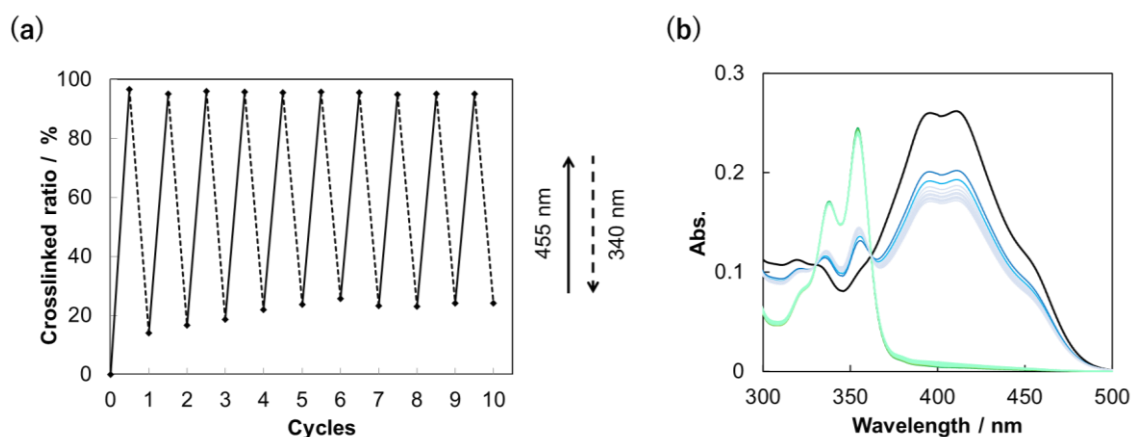 (a)
100
80
60
40
20
0
Crosslinked ratio / %
0 1 2 3 4 5 6 7 8 9 10
Cycles
455 nm
340 nm
(b)
0.3
0.2
0.1
0
Abs.
300 350 400 450 500
Wavelength / nm